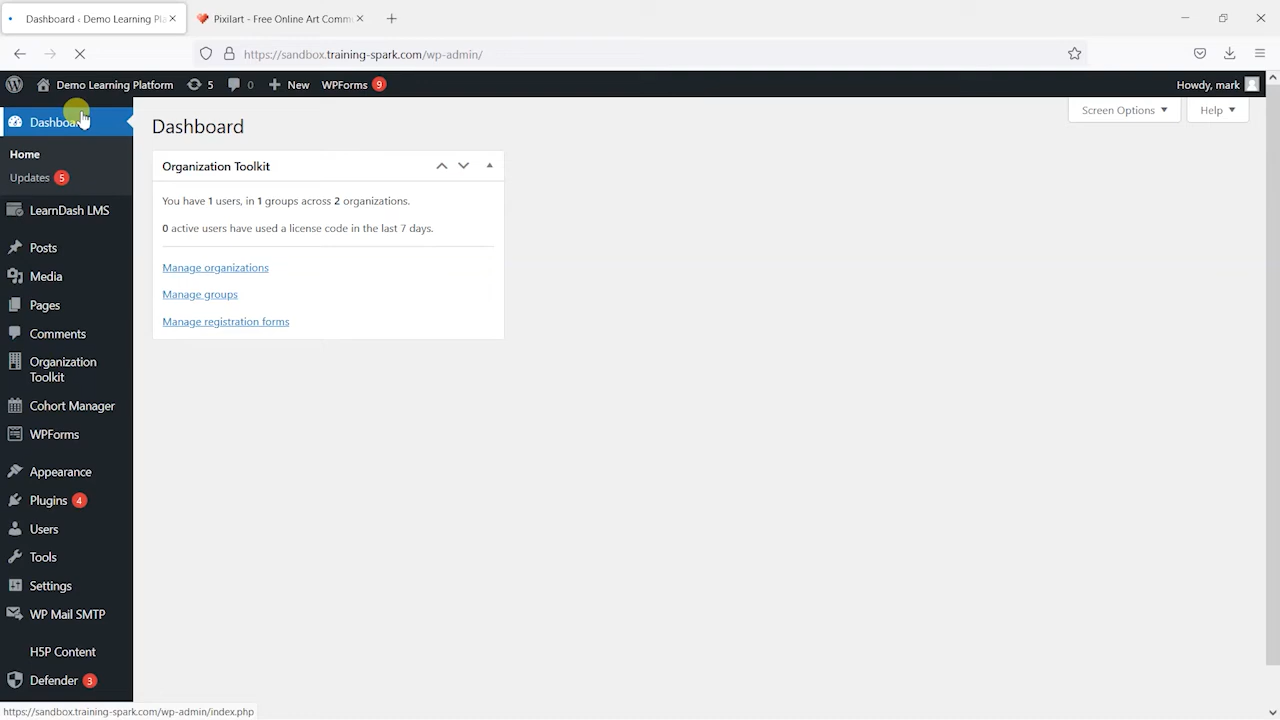 Dashboard ‹ Demo Learning Pla
Pixilart - Free Online Art Commu
https://sandbox.training-spark.com/wp-admin/
Demo Learning Platform 5 0 New WPForms 9 Howdy, mark
Screen Options Help
Dashboard
Home
Updates 5
LearnDash LMS
Posts
Media
Pages
Comments
Organization
Toolkit
Cohort Manager
WPForms
Appearance
Plugins 4
Users
Tools
Settings
WP Mail SMTP
H5P Content
Defender 3
Dashboard
Organization Toolkit
You have 1 users, in 1 groups across 2 organizations.
0 active users have used a license code in the last 7 days.
Manage organizations
Manage groups
Manage registration forms
https://sandbox.training-spark.com/wp-admin/index.php